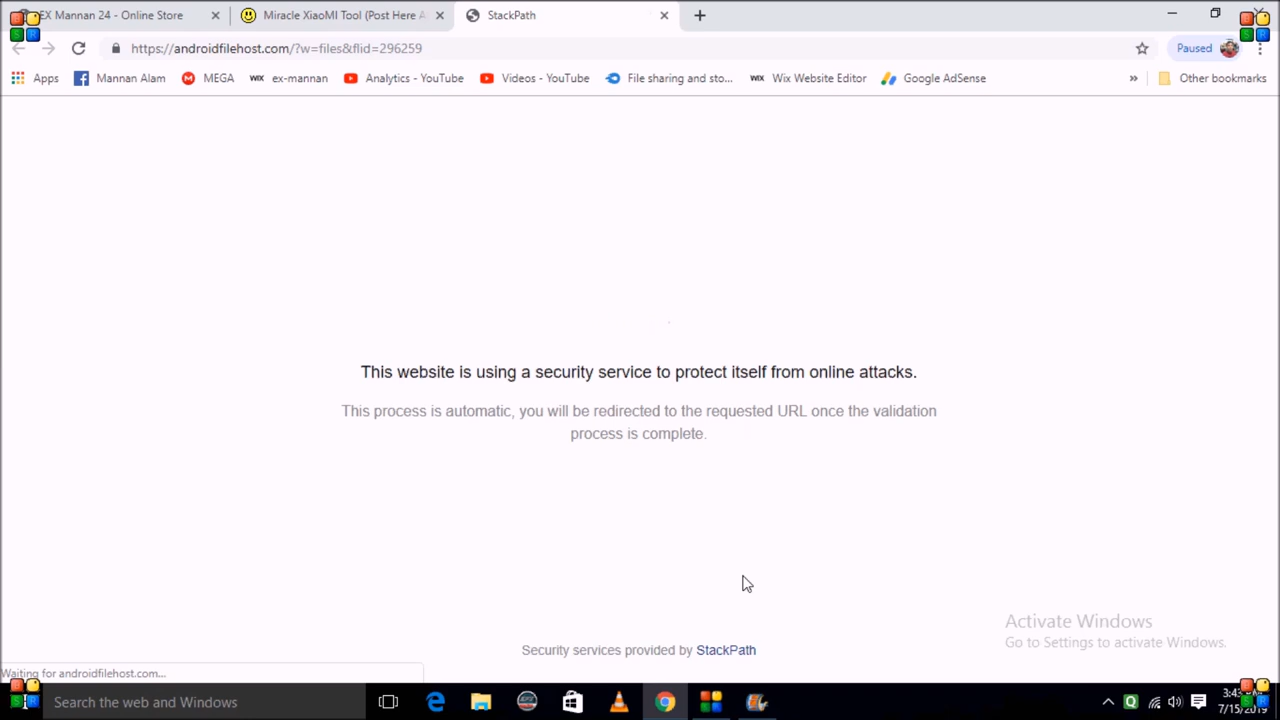 EX Mannan 24 - Online Store
Miracle XiaoMI Tool (Post Here A
StackPath
https://androidfilehost.com/?w=files&flid=296259
Paused
Apps
Mannan Alam
MEGA
WIX
ex-mannan
Analytics - YouTube
Videos - YouTube
File sharing and sto...
WIX
Wix Website Editor
Google AdSense
»
Other bookmarks
This website is using a security service to protect itself from online attacks.
This process is automatic, you will be redirected to the requested URL once the validation
process is complete.
Activate Windows
Go to Settings to activate Windows.
Security services provided by StackPath
Waiting for androidfilehost.com...
Search the web and Windows
7/15/2019